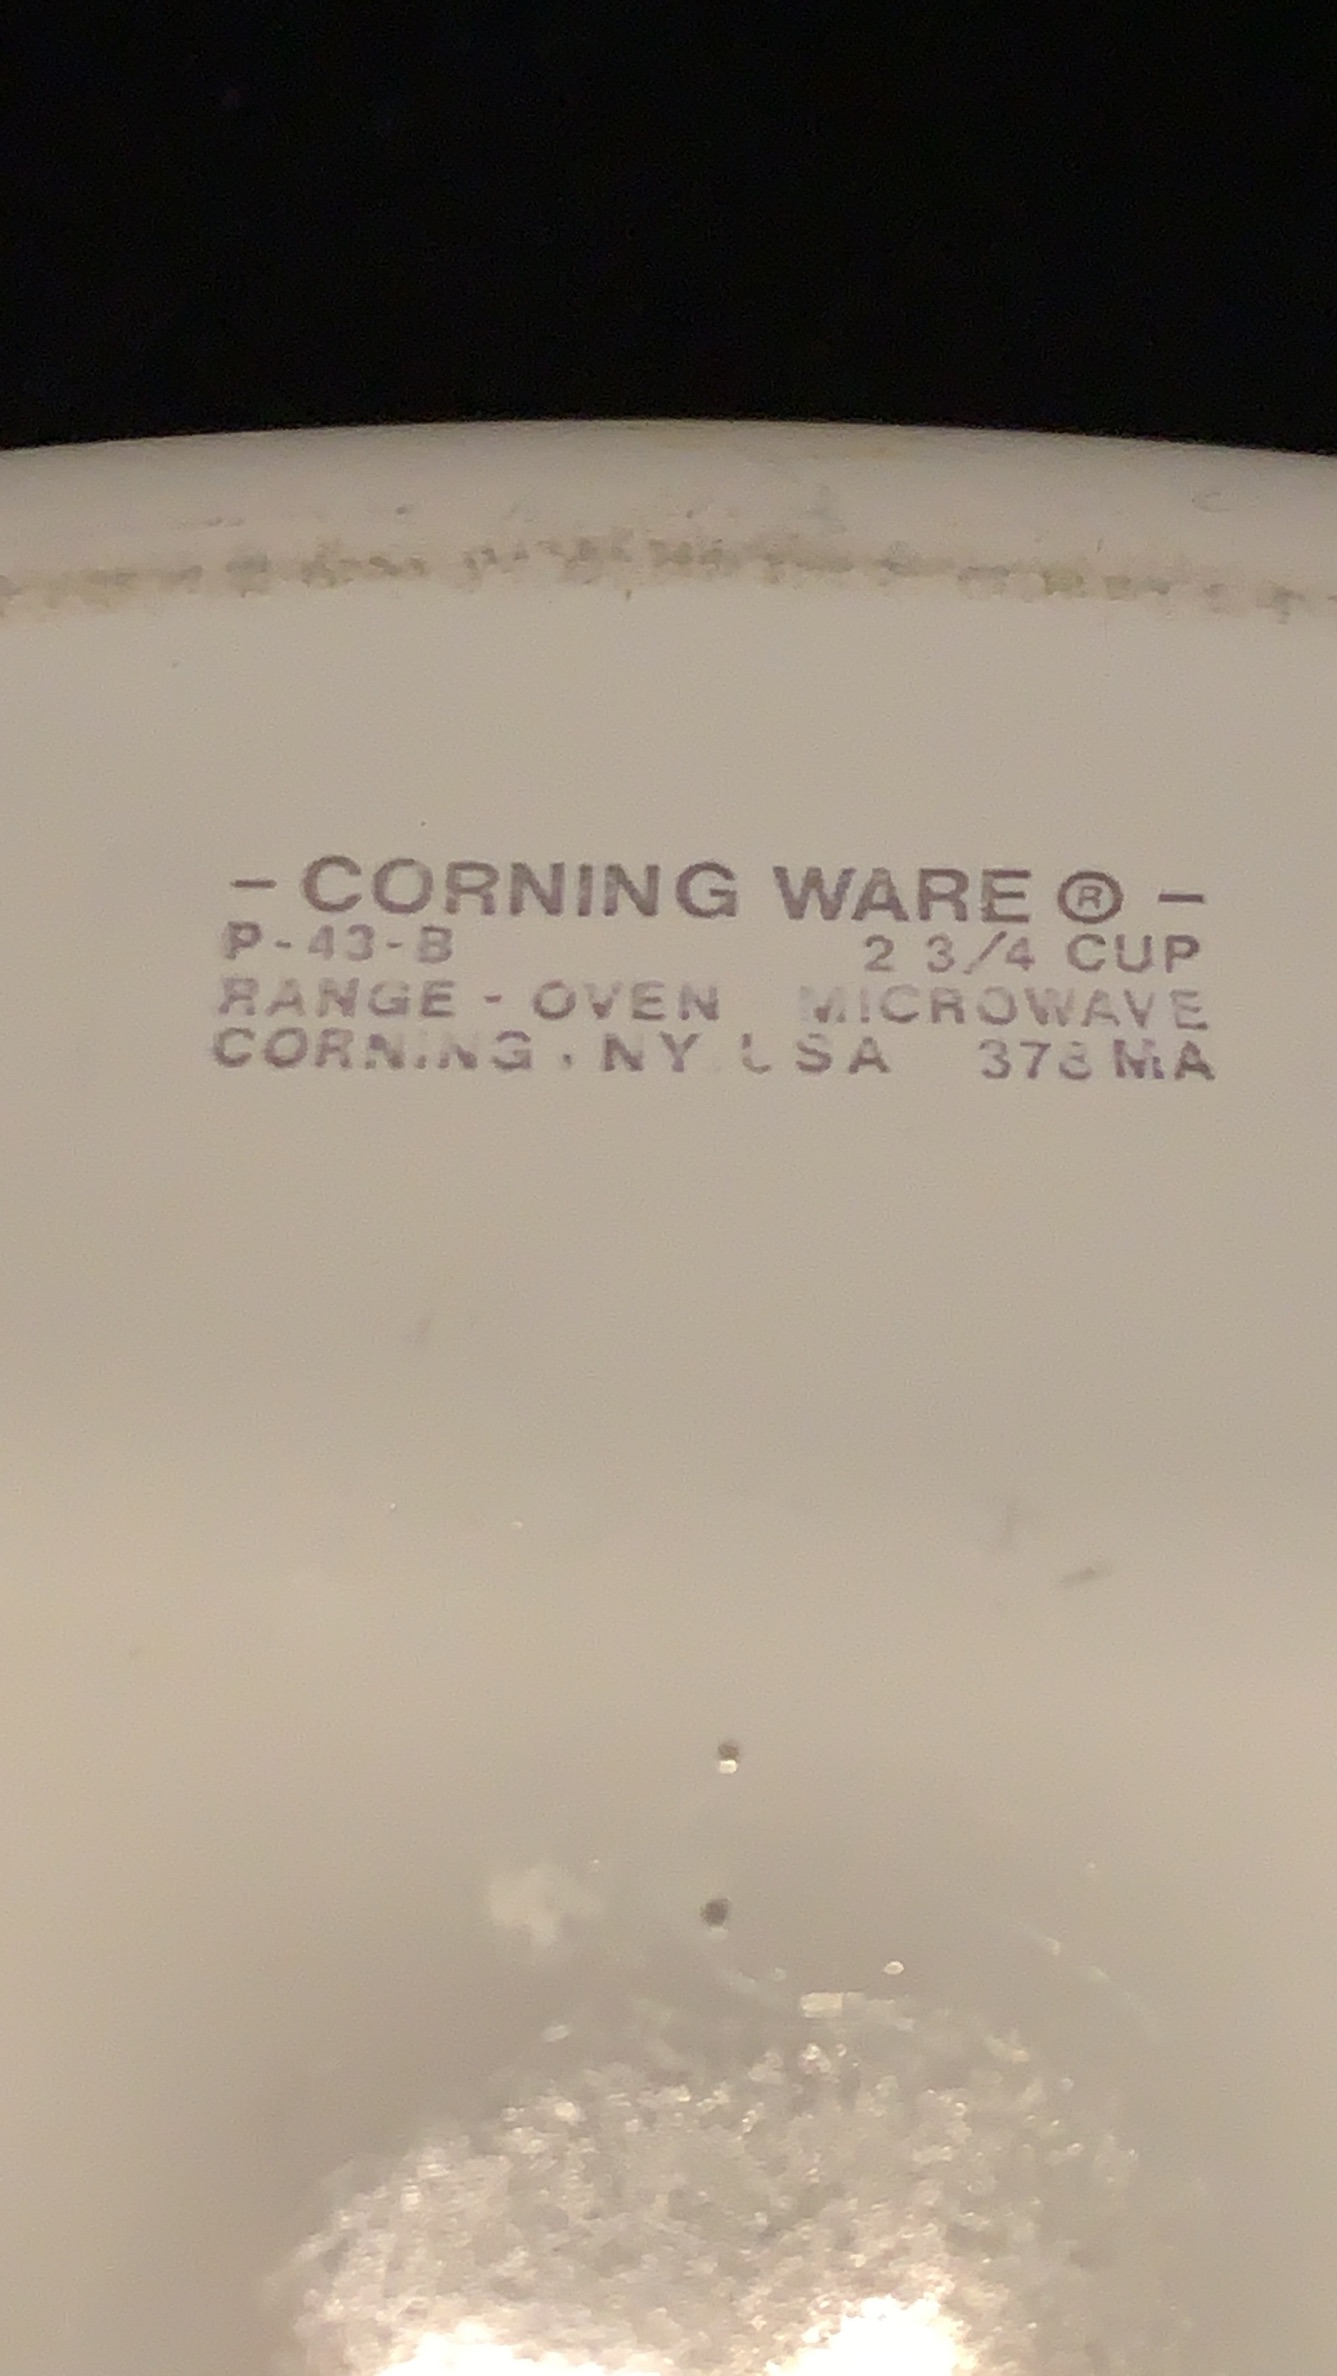 - CORNING WARE ® -
P-43-B 2 3/4 CUP
RANGE - OVEN MICROWAVE
CORNING, NY USA 378 MA